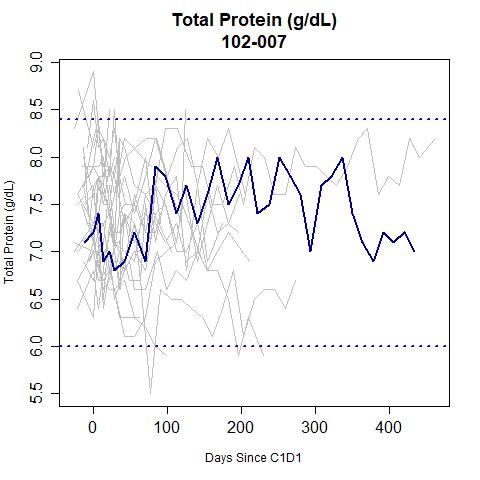 Total Protein (g/dL)
102-007
Total Protein (g/dL)
9.0
8.5
8.0
7.5
7.0
6.5
6.0
5.5
0 100 200 300 400
Days Since C1D1